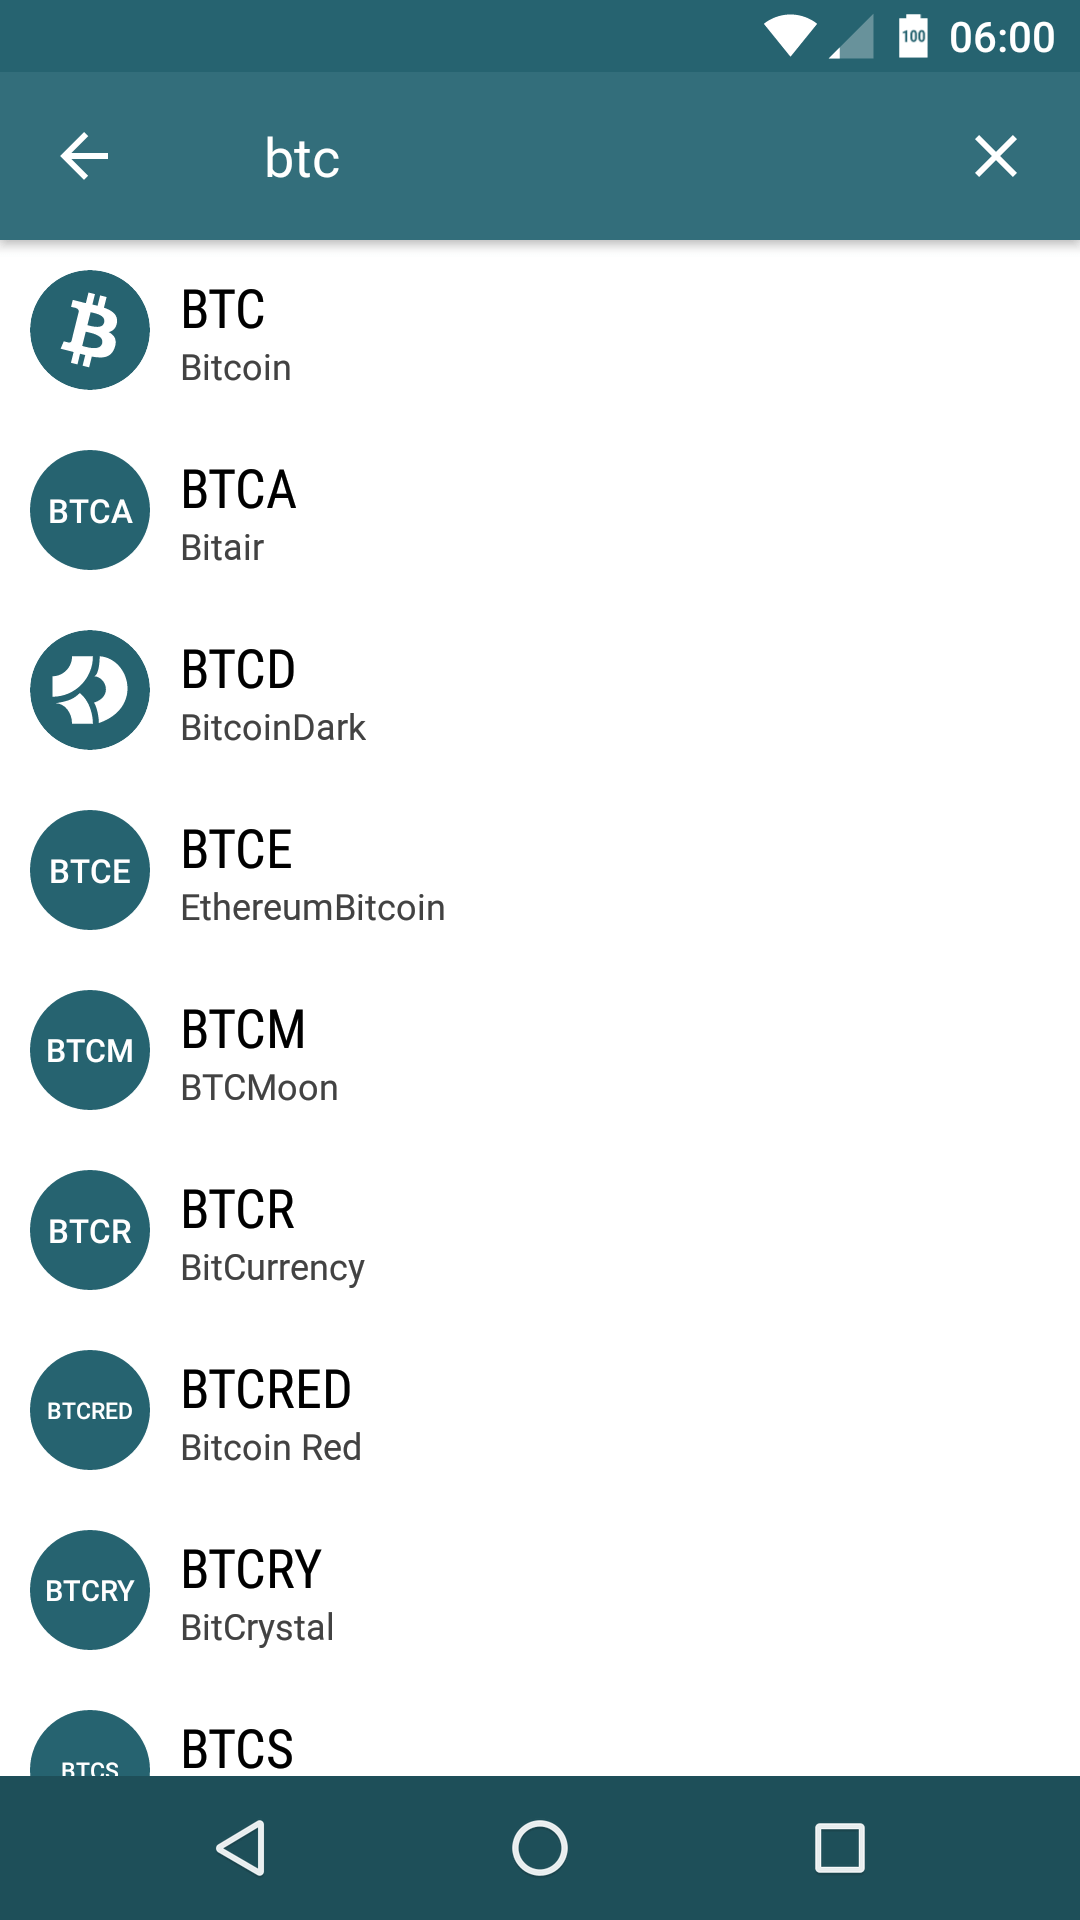 100 06:00
btc
BTC
Bitcoin
BTCA
BTCA
Bitair
BTCD
BitcoinDark
BTCE
BTCE
EthereumBitcoin
BTCM
BTCM
BTCMoon
BTCR
BTCR
BitCurrency
BTCRED
BTCRED
Bitcoin Red
BTCRY
BTCRY
BitCrystal
BTCS
BTCS